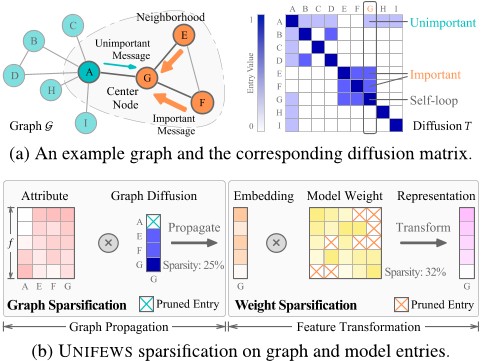 Neighborhood
C
B
Unimportant
Message
E
A
G
D
Center
Node
H
F
I
Important
Message
Graph 𝒢
1
Entry Value
0
A B C D E F G H I
A
B
C
D
E
F
G
H
I
Unimportant
Important
Self-loop
Diffusion T
(a) An example graph and the corresponding diffusion matrix.
Attribute
Graph Diffusion
f
A E F G
A
E
F
G
G
Propagate
Sparsity: 25%
Graph Sparsification
Pruned Entry
Embedding
Model Weight
Representation
G
Transform
Sparsity: 32%
G
Weight Sparsification
Pruned Entry
Graph Propagation
Feature Transformation
(b) UNIFEWS sparsification on graph and model entries.